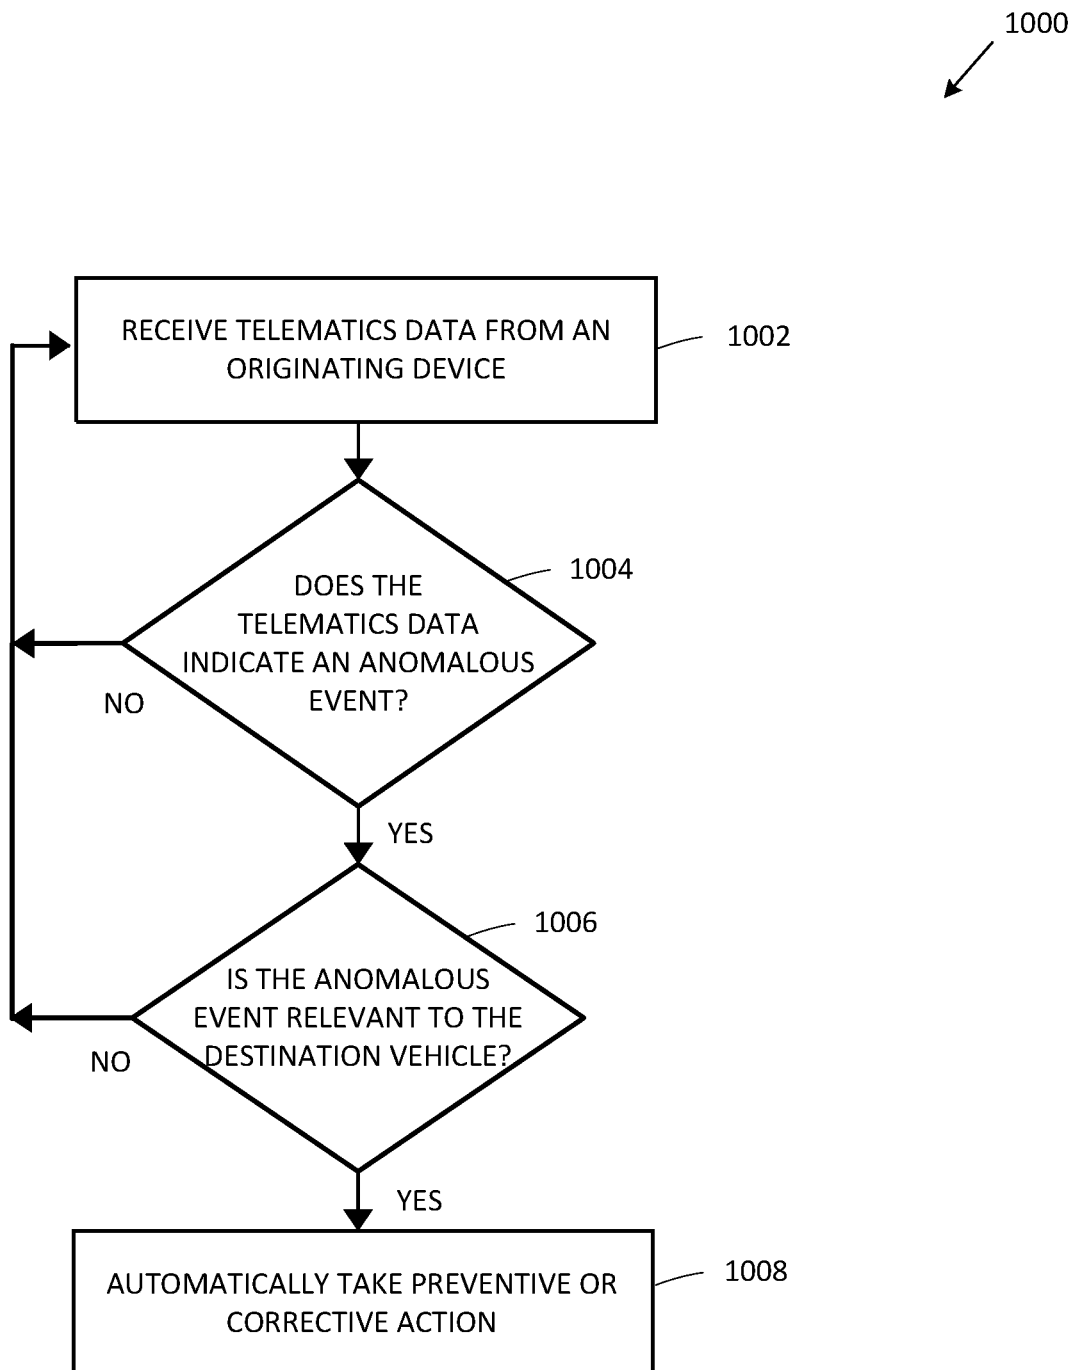 1000
RECEIVE TELEMATICS DATA FROM AN
ORIGINATING DEVICE
1002
DOES THE
TELEMATICS DATA
INDICATE AN ANOMALOUS
EVENT?
1004
NO
YES
IS THE ANOMALOUS
EVENT RELEVANT TO THE
DESTINATION VEHICLE?
1006
NO
YES
AUTOMATICALLY TAKE PREVENTIVE OR
CORRECTIVE ACTION
1008